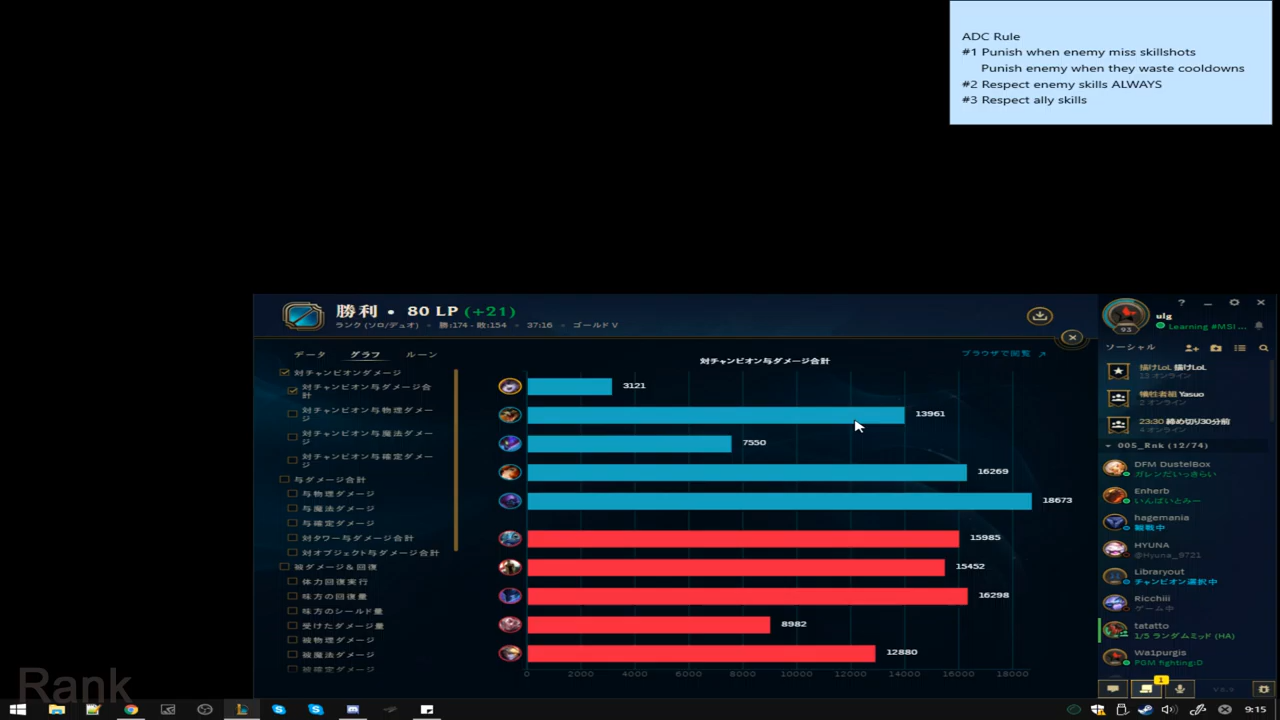 ADC Rule
#1 Punish when enemy miss skillshots
Punish enemy when they waste cooldowns
#2 Respect enemy skills ALWAYS
#3 Respect ally skills
勝利 • 80 LP (+21)
ランク (ソロ/デュオ) • 勝:174 - 敗:154 • 37:16 • ゴールド V
データ グラフ ルーン
ブラウザで閲覧
対チャンピオン与ダメージ合計
対チャンピオンダメージ
対チャンピオン与ダメージ合
計
対チャンピオン与物理ダメー
ジ
対チャンピオン与魔法ダメー
ジ
対チャンピオン与確定ダメー
ジ
与ダメージ合計
与物理ダメージ
与魔法ダメージ
与確定ダメージ
対タワー与ダメージ合計
対オブジェクト与ダメージ合計
被ダメージ&回復
体力回復実行
味方の回復量
味方のシールド量
受けたダメージ量
被物理ダメージ
被魔法ダメージ
被確定ダメージ
3121
13961
7550
16269
18673
15985
15452
16298
8982
12880
0 2000 4000 6000 8000 10000 12000 14000 16000 18000
ulg
93
Learning #MSI ...
ソーシャル
描けLoL 描けLoL
13 オンライン
犠牲者組 Yasuo
2 オンライン
23:30 締め切り30分前
4 オンライン
005_Rnk (12/74)
DFM DustelBox
ガレンだいっきらい
Enherb
いんぱいとみー
hagemania
観戦中
HYUNA
@Hyuna_9721
Libraryout
チャンピオン選択中
Ricchiii
ゲーム中
tatatto
1/5 ランダムミッド (HA)
Wa1purgis
PGM fighting:D
1
Rank
9:15